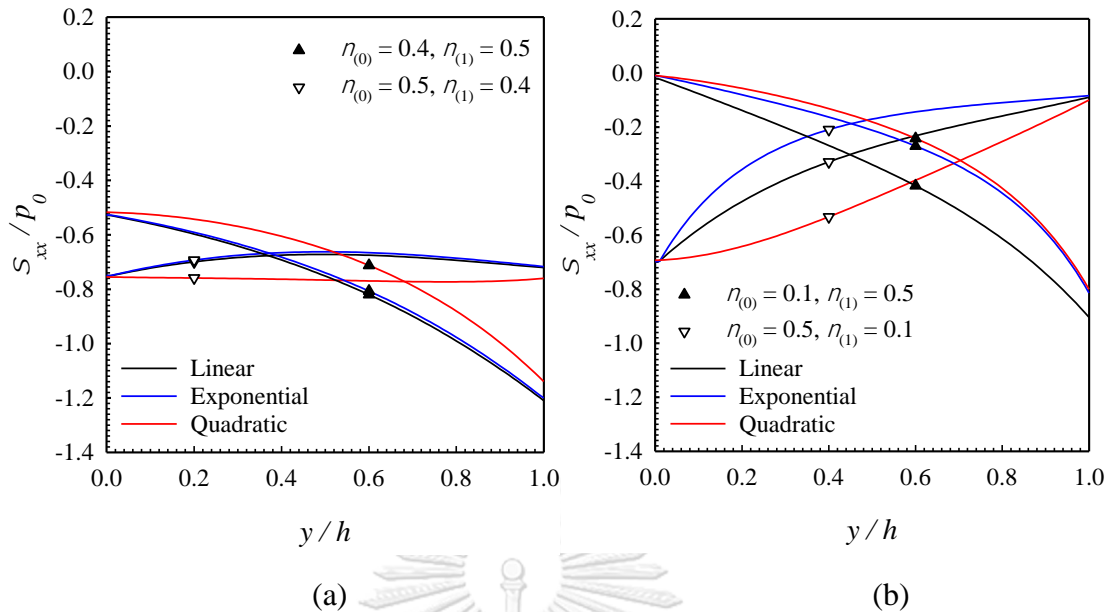 0.2
0.0
-0.2
-0.4
-0.6
-0.8
-1.0
-1.2
-1.4
S xx / p 0
n(0) = 0.4, n(1) = 0.5
n(0) = 0.5, n(1) = 0.4
Linear
Exponential
Quadratic
0.0 0.2 0.4 0.6 0.8 1.0
y / h
(a)
0.2
0.0
-0.2
-0.4
-0.6
-0.8
-1.0
-1.2
-1.4
S xx / p 0
n(0) = 0.1, n(1) = 0.5
n(0) = 0.5, n(1) = 0.1
Linear
Exponential
Quadratic
0.0 0.2 0.4 0.6 0.8 1.0
y / h
(b)